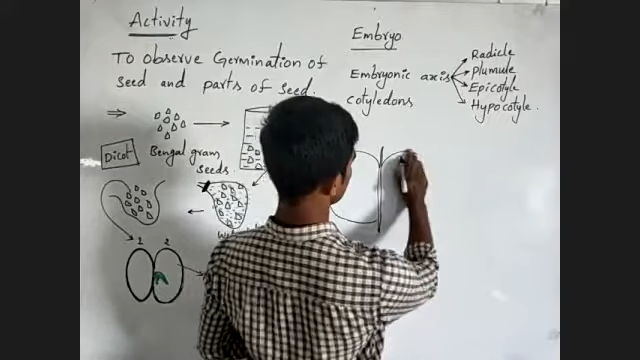 Activity
To observe Germination of
seed and parts of seed.
Dicot
Bengal gram
seeds
1 2
Embryo
Embryonic axis
cotyledons
Radicle
Plumule
Epicotyle
Hypocotyle.